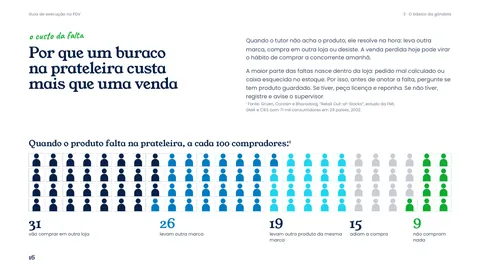 Guia de execução no PDV
3 · O básico da gôndola
o custo da falta
Por que um buraco
na prateleira custa
mais que uma venda
Quando o tutor não acha o produto, ele resolve na hora: leva outra
marca, compra em outra loja ou desiste. A venda perdida hoje pode virar
o hábito de comprar a concorrente amanhã.
A maior parte das faltas nasce dentro da loja: pedido mal calculado ou
caixa esquecida no estoque. Por isso, antes de anotar a falta, pergunte se
tem produto guardado. Se tiver, peça licença e reponha. Se não tiver,
registre e avise o supervisor.
¹ Fonte: Gruen, Corsten e Bharadwaj, "Retail Out-of-Stocks", estudo da FMI,
GMA e CIES com 71 mil consumidores em 29 países, 2002.
Quando o produto falta na prateleira, a cada 100 compradores:¹
31
vão comprar em outra loja
26
levam outra marca
19
levam outro produto da mesma
marca
15
adiam a compra
9
não compram
nada
16